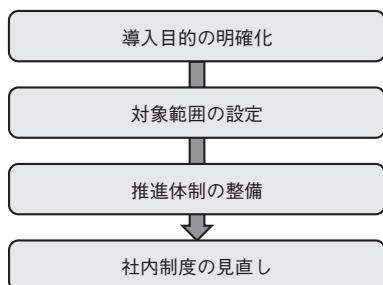 導入目的の明確化
対象範囲の設定
推進体制の整備
社内制度の見直し